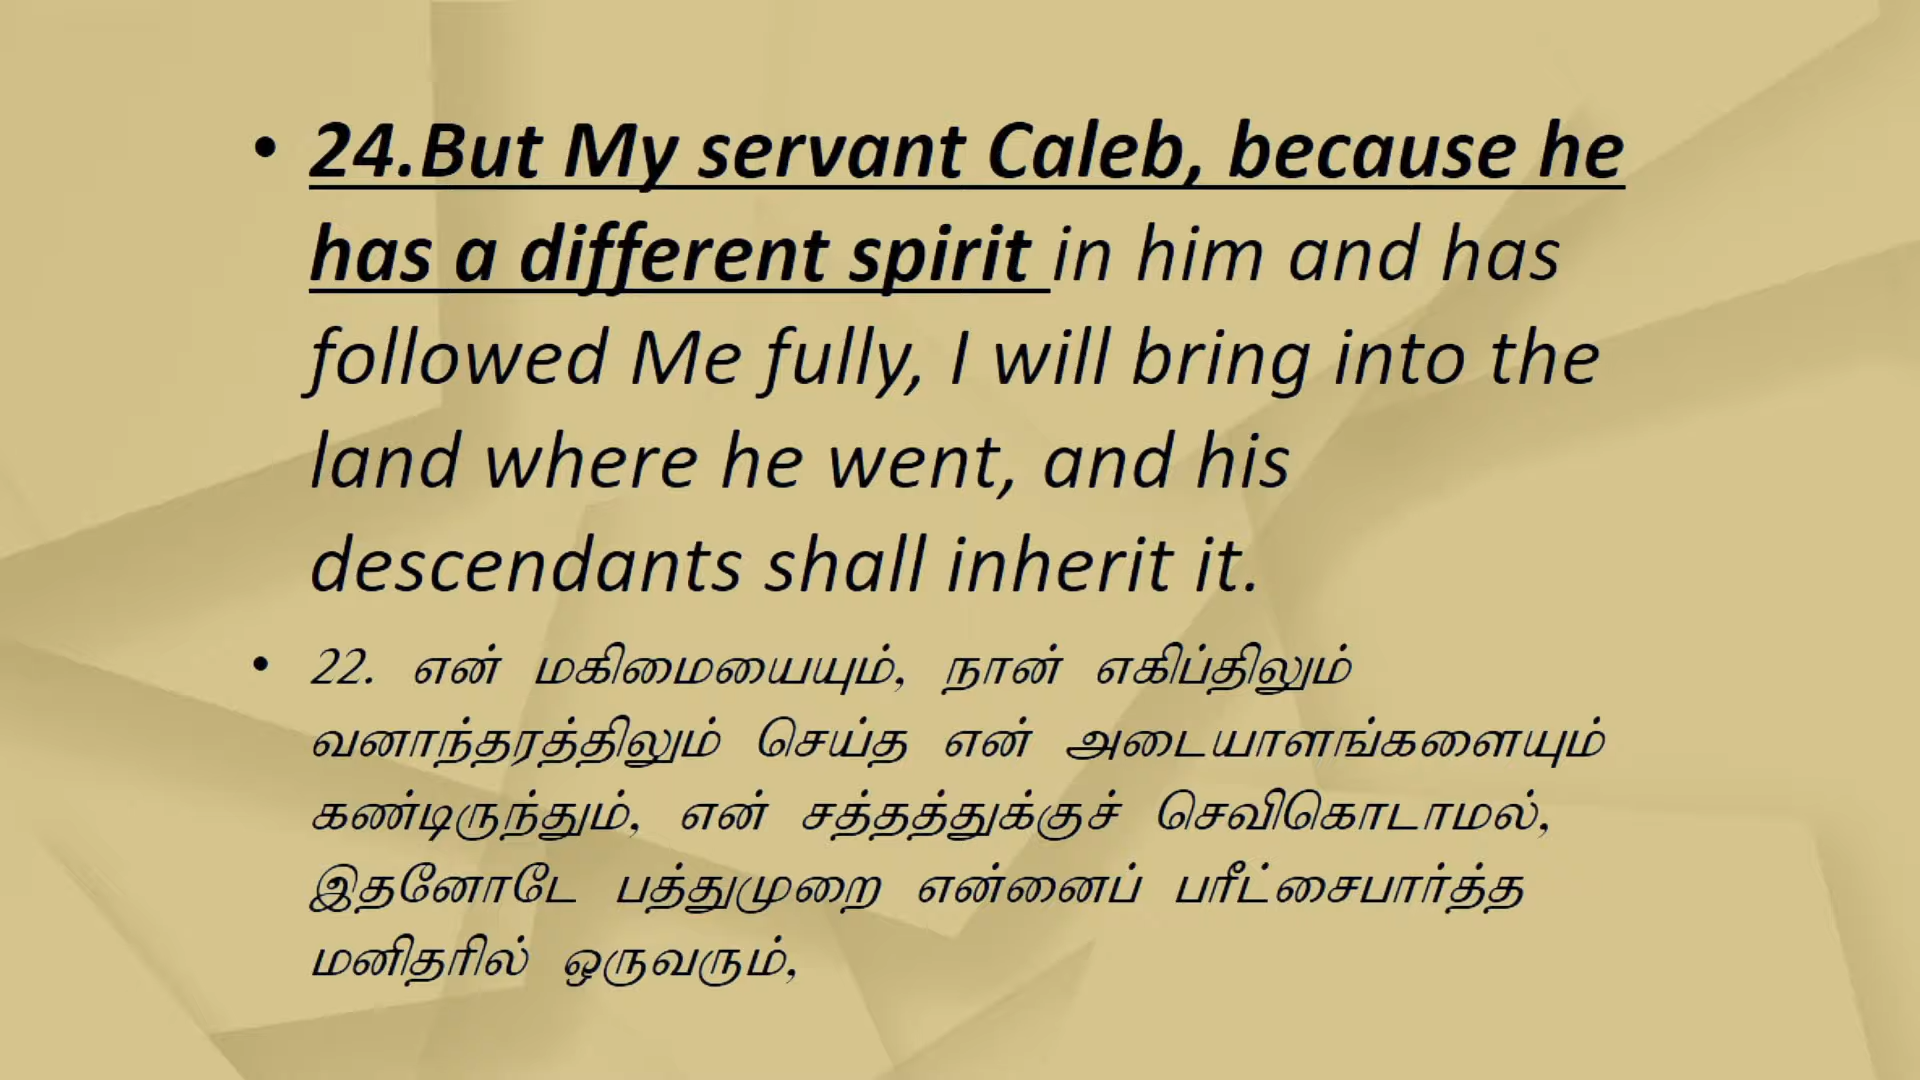 • 24.But My servant Caleb, because he
has a different spirit in him and has
followed Me fully, I will bring into the
land where he went, and his
descendants shall inherit it.
• 22. என் மகிமையையும், நான் எகிப்திலும்
வனாந்தரத்திலும் செய்த என் அடையாளங்களையும்
கண்டிருந்தும், என் சத்தத்துக்குச் செவிகொடாமல்,
இதனோடே பத்துமுறை என்னைப் பரீட்சைபார்த்த
மனிதரில் ஒருவரும்,